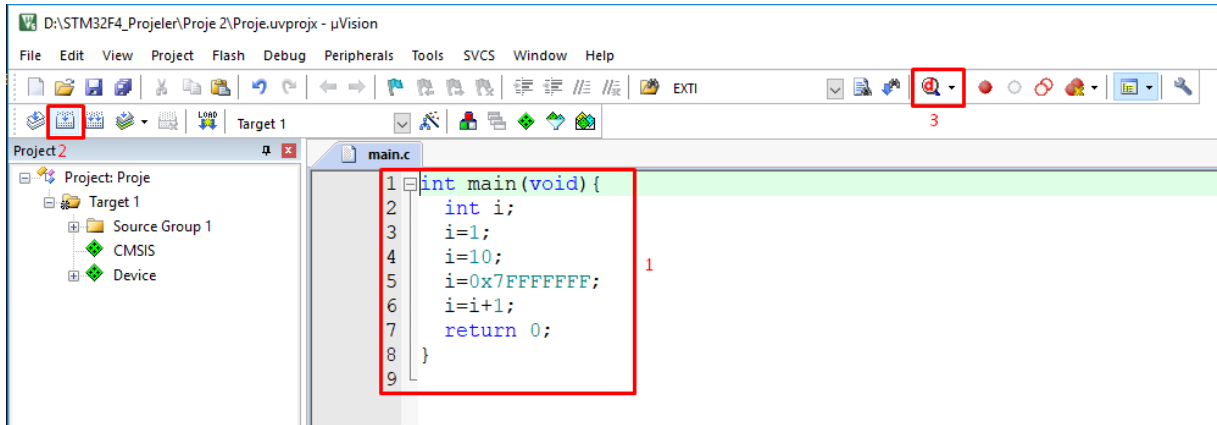 D:\STM32F4_Projeler\Proje 2\Proje.uvprojx - µVision
File Edit View Project Flash Debug Peripherals Tools SVCS Window Help
EXTI
LOAD Target 1 3
Project 2 main.c
Project: Proje
Target 1
Source Group 1
CMSIS
Device
1 int main(void){
2 int i;
3 i=1;
4 i=10;
5 i=0x7FFFFFFF;
6 i=i+1;
7 return 0;
8 }
9
1